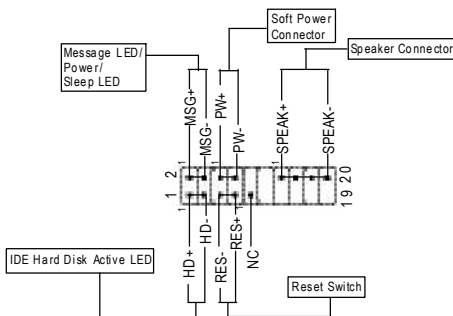 Soft Power
Connector
Message LED/
Power/
Sleep LED
Speaker Connector
MSG+
MSG-
PW+
PW-
SPEAK+
SPEAK-
1
1
1
2
20
1
19
1
1
HD+
HD-
RES-
RES+
NC
IDE Hard Disk Active LED
Reset Switch